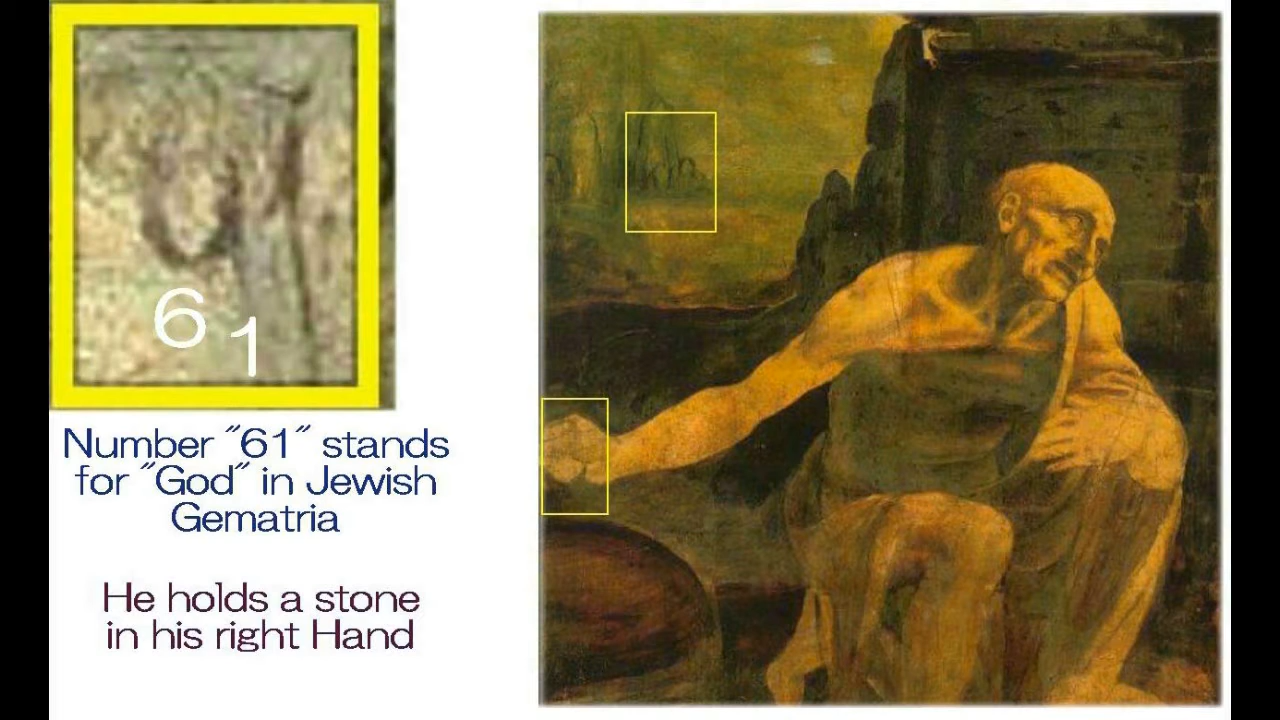 6 1
Number "61" stands
for "God" in Jewish
Gematria
He holds a stone
in his right Hand